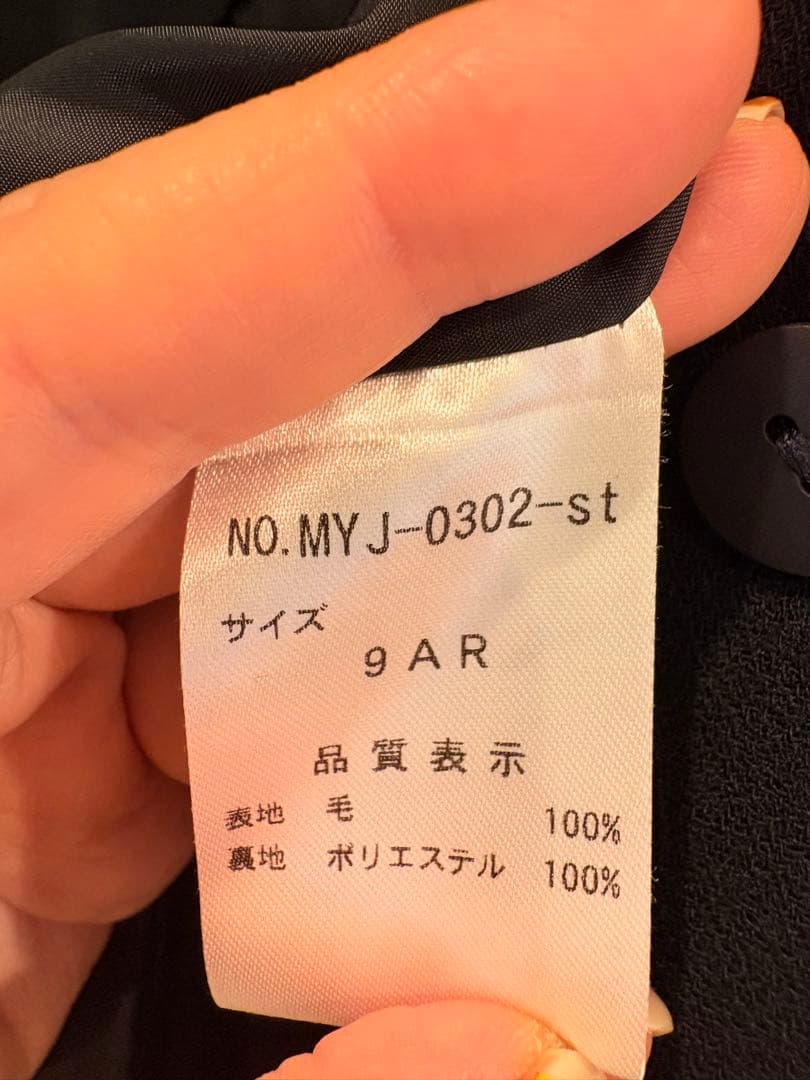 NO.MYJ-0302-st
サイズ
9AR
品質表示
表地 毛 100%
裏地 ポリエステル 100%